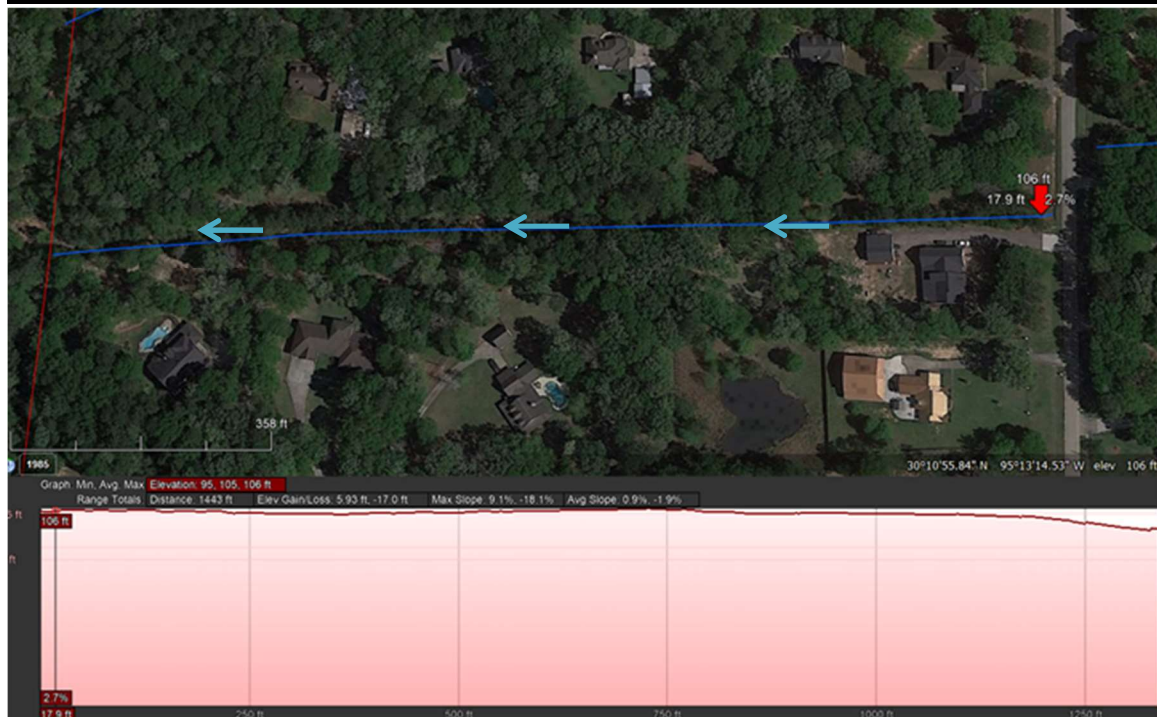 106 ft
17.9 ft 2.7%
358 ft
1985
30°10'55.84" N 95°13'14.53" W elev 106 ft
Graph: Min, Avg, Max Elevation: 95, 105, 106 ft
Range Totals: Distance: 1443 ft Elev Gain/Loss: 5.93 ft, -17.0 ft Max Slope: 9.1%, -18.1% Avg Slope: 0.9%, -1.9%
ft
106 ft
ft
2.7%
17.9 ft 250 ft 500 ft 750 ft 1000 ft 1250 ft